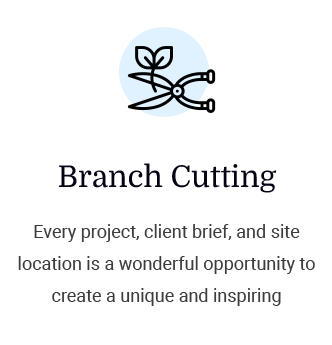 Branch Cutting
Every project, client brief, and site
location is a wonderful opportunity to
create a unique and inspiring